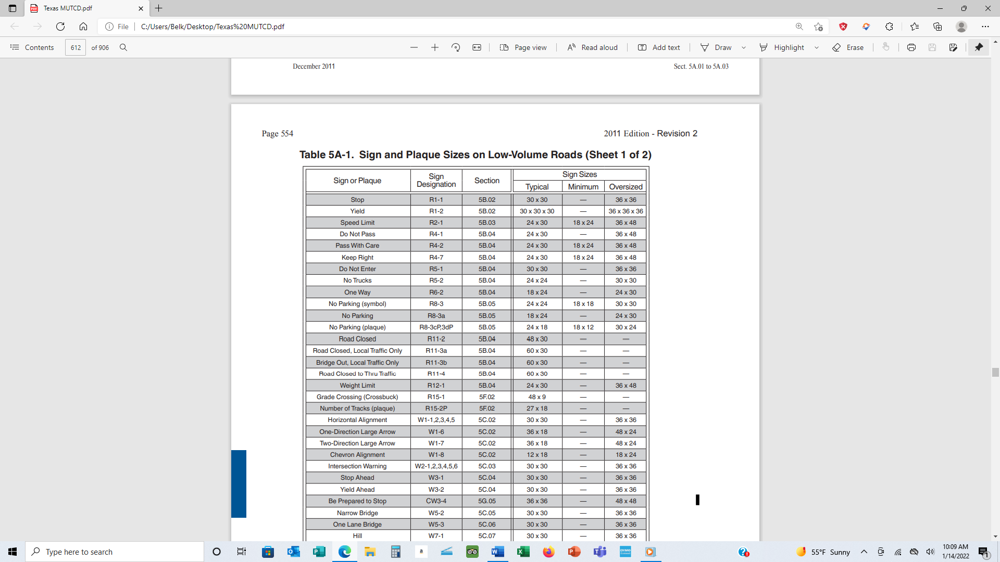 Texas MUTCD.pdf
File C:/Users/Belk/Desktop/Texas%20MUTCD.pdf
Contents 612 of 906 Page view Read aloud Add text Draw Highlight Erase
December 2011 Sect. 5A.01 to 5A.03
Page 554 2011 Edition - Revision 2
Table 5A-1. Sign and Plaque Sizes on Low-Volume Roads (Sheet 1 of 2)
Sign or Plaque Sign Designation Section Sign Sizes
Typical Minimum Oversized
Stop R1-1 5B.02 30 x 30 — 36 x 36
Yield R1-2 5B.02 30 x 30 x 30 — 36 x 36 x 36
Speed Limit R2-1 5B.03 24 x 30 18 x 24 36 x 48
Do Not Pass R4-1 5B.04 24 x 30 — 36 x 48
Pass With Care R4-2 5B.04 24 x 30 18 x 24 36 x 48
Keep Right R4-7 5B.04 24 x 30 18 x 24 36 x 48
Do Not Enter R5-1 5B.04 30 x 30 — 36 x 36
No Trucks R5-2 5B.04 24 x 24 — 30 x 30
One Way R6-2 5B.04 18 x 24 — 24 x 30
No Parking (symbol) R8-3 5B.05 24 x 24 18 x 18 30 x 30
No Parking R8-3a 5B.05 18 x 24 — 24 x 30
No Parking (plaque) R8-3cP,3dP 5B.05 24 x 18 18 x 12 30 x 24
Road Closed R11-2 5B.04 48 x 30 — —
Road Closed, Local Traffic Only R11-3a 5B.04 60 x 30 — —
Bridge Out, Local Traffic Only R11-3b 5B.04 60 x 30 — —
Road Closed to Thru Traffic R11-4 5B.04 60 x 30 — —
Weight Limit R12-1 5B.04 24 x 30 — 36 x 48
Grade Crossing (Crossbuck) R15-1 5F.02 48 x 9 — —
Number of Tracks (plaque) R15-2P 5F.02 27 x 18 — —
Horizontal Alignment W1-1,2,3,4,5 5C.02 30 x 30 — 36 x 36
One-Direction Large Arrow W1-6 5C.02 36 x 18 — 48 x 24
Two-Direction Large Arrow W1-7 5C.02 36 x 18 — 48 x 24
Chevron Alignment W1-8 5C.02 12 x 18 — 18 x 24
Intersection Warning W2-1,2,3,4,5,6 5C.03 30 x 30 — 36 x 36
Stop Ahead W3-1 5C.04 30 x 30 — 36 x 36
Yield Ahead W3-2 5C.04 30 x 30 — 36 x 36
Be Prepared to Stop CW3-4 5G.05 36 x 36 — 48 x 48
Narrow Bridge W5-2 5C.05 30 x 30 — 36 x 36
One Lane Bridge W5-3 5C.06 30 x 30 — 36 x 36
Hill W7-1 5C.07 30 x 30 — 36 x 36
Type here to search 55°F Sunny 10:09 AM
1/14/2022